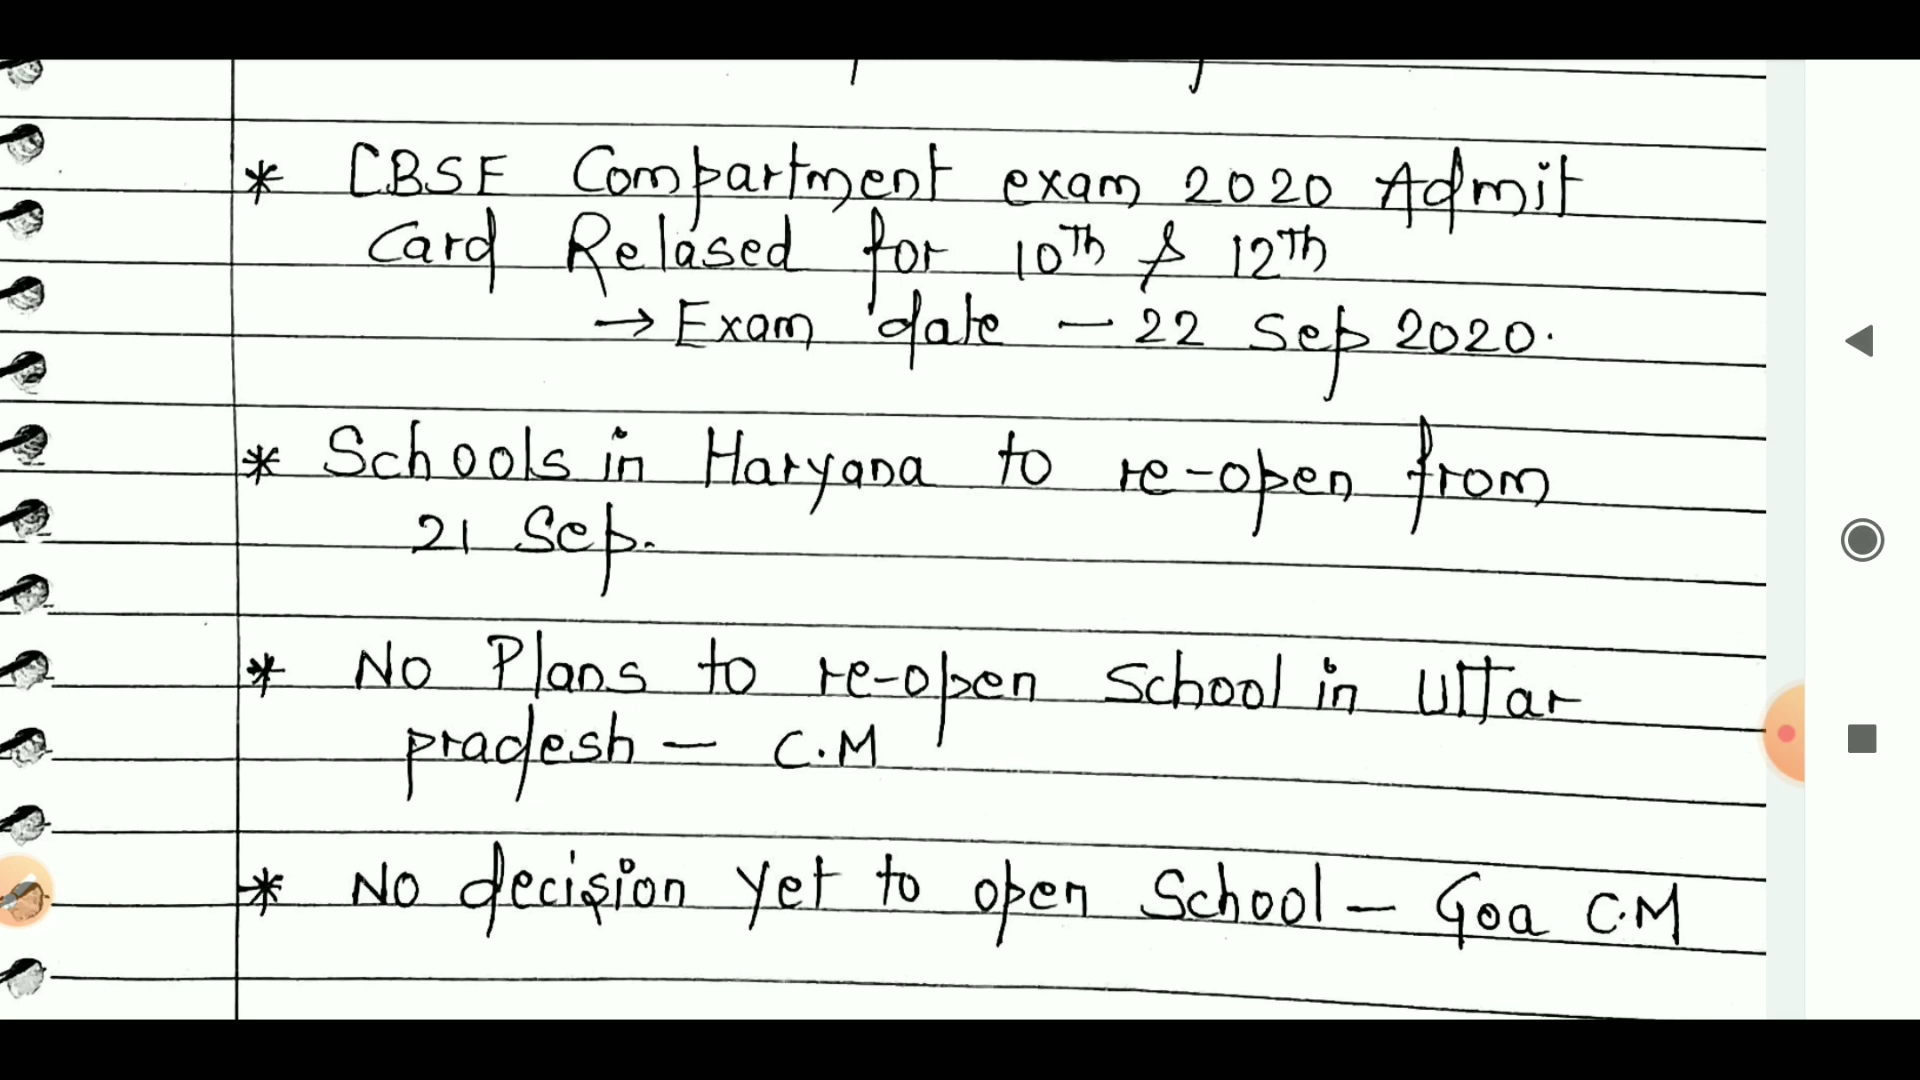 * CBSE Compartment exam 2020 Admit
Card Relased for 10Th & 12Th
→ Exam date — 22 Sep 2020.
* Schools in Haryana to re-open from
21 Sep.
* No Plans to re-open School in Uttar
pradesh — C.M
* No decision yet to open School — Goa C.M